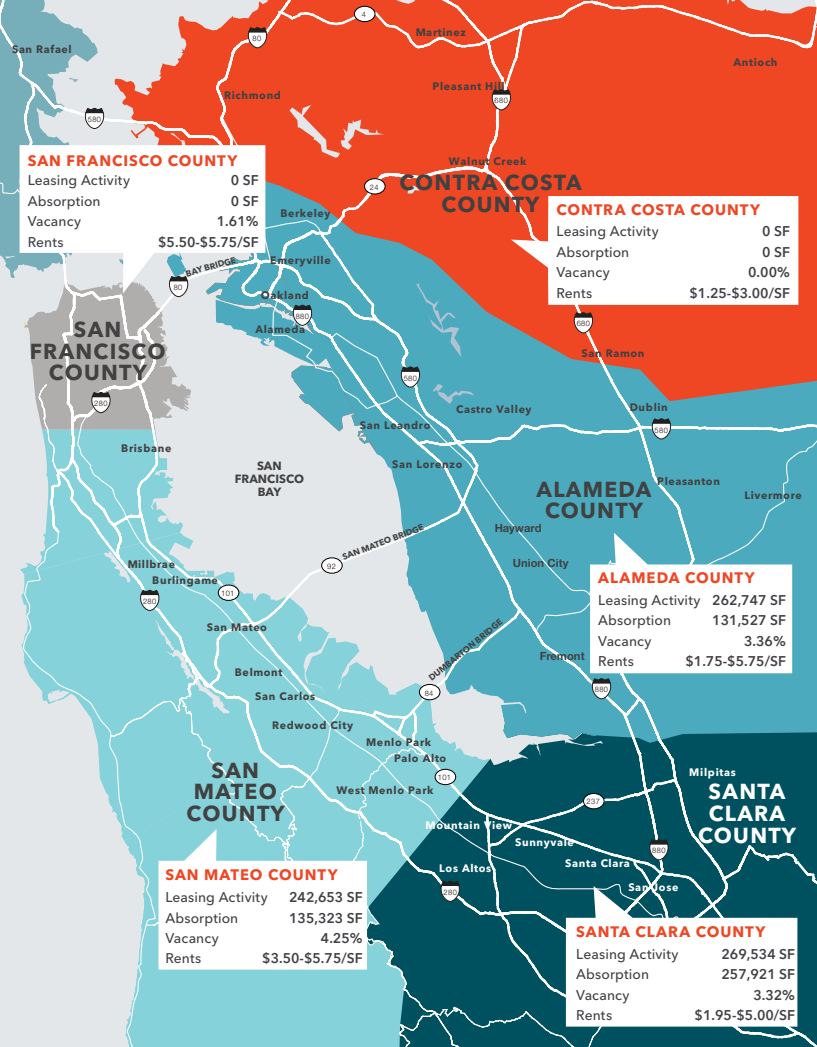 4
80
Martinez
San Rafael
Antioch
Pleasant Hill
680
Richmond
580
SAN FRANCISCO COUNTY
Leasing Activity 0 SF
Absorption 0 SF
Vacancy 1.61%
Rents $5.50-$5.75/SF
Walnut Creek
24
CONTRA COSTA
COUNTY
CONTRA COSTA COUNTY
Leasing Activity 0 SF
Absorption 0 SF
Vacancy 0.00%
Rents $1.25-$3.00/SF
Berkeley
Emeryville
BAY BRIDGE
80
Oakland
880
Alameda
680
San Ramon
SAN
FRANCISCO
COUNTY
280
580
Castro Valley
Dublin
580
San Leandro
Brisbane
San Lorenzo
SAN
FRANCISCO
BAY
Pleasanton
Livermore
ALAMEDA
COUNTY
Hayward
SAN MATEO BRIDGE
92
Union City
Millbrae
Burlingame
101
280
ALAMEDA COUNTY
Leasing Activity 262,747 SF
Absorption 131,527 SF
Vacancy 3.36%
Rents $1.75-$5.75/SF
San Mateo
DUMBARTON BRIDGE
Fremont
Belmont
880
84
San Carlos
Redwood City
Menlo Park
Palo Alto
SAN
MATEO
COUNTY
101
Milpitas
West Menlo Park
237
SANTA
CLARA
COUNTY
Mountain View
Sunnyvale
880
Santa Clara
Los Altos
280
San Jose
SAN MATEO COUNTY
Leasing Activity 242,653 SF
Absorption 135,323 SF
Vacancy 4.25%
Rents $3.50-$5.75/SF
SANTA CLARA COUNTY
Leasing Activity 269,534 SF
Absorption 257,921 SF
Vacancy 3.32%
Rents $1.95-$5.00/SF